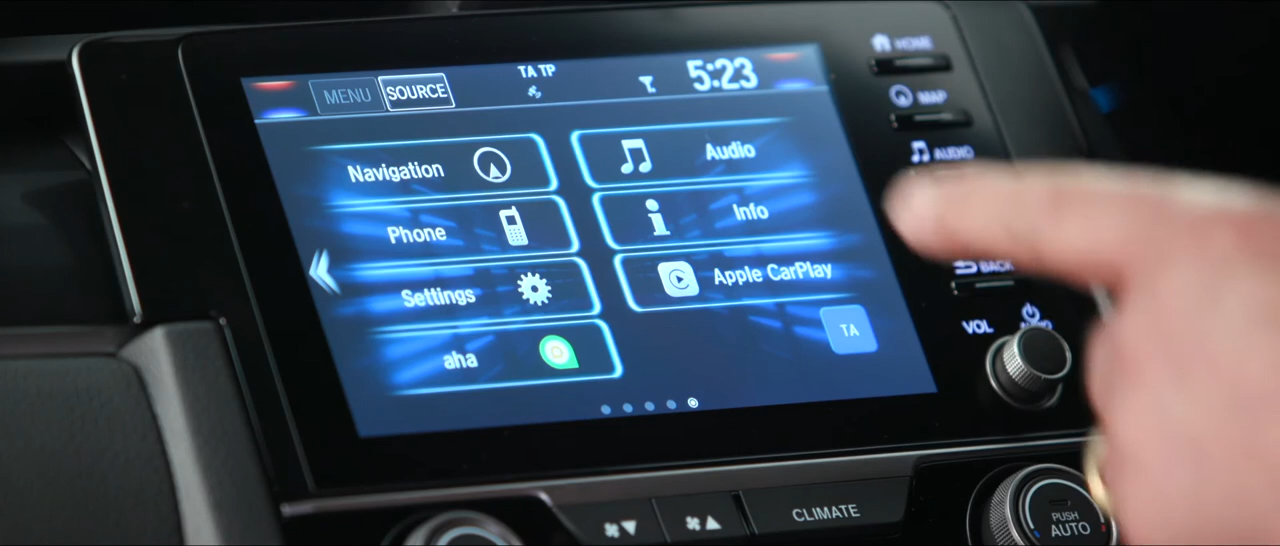 MENU SOURCE TA TP 5:23
Navigation
Phone
Settings
aha
Audio
Info
Apple CarPlay
TA
HOME
MAP
AUDIO
BACK
VOL
CLIMATE
PUSH
AUTO